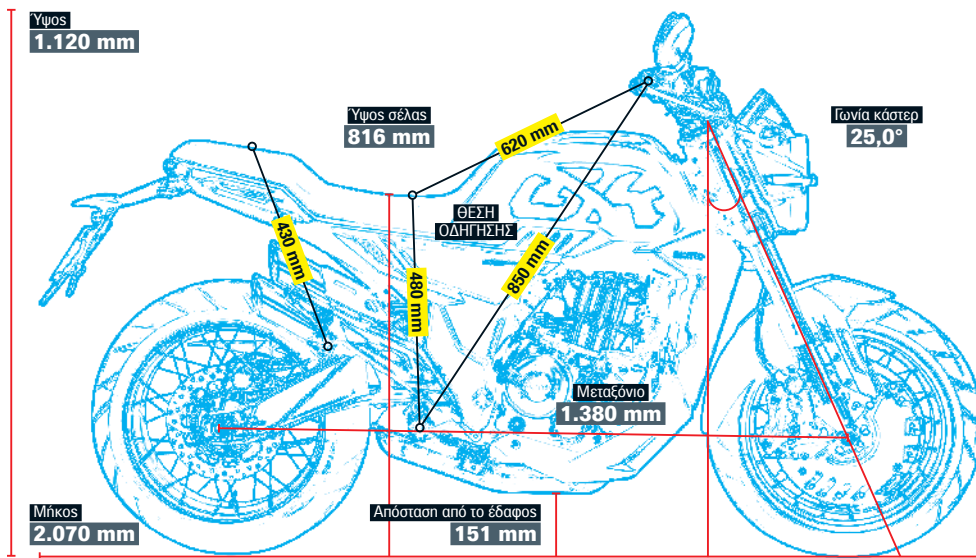 Ύψος
1.120 mm
Ύψος σέλας
816 mm
620 mm
Γωνία κάστερ
25,0°
ΘΕΣΗ
ΟΔΗΓΗΣΗΣ
430 mm
480 mm
850 mm
Μεταξόνιο
1.380 mm
Μήκος
2.070 mm
Απόσταση από το έδαφος
151 mm